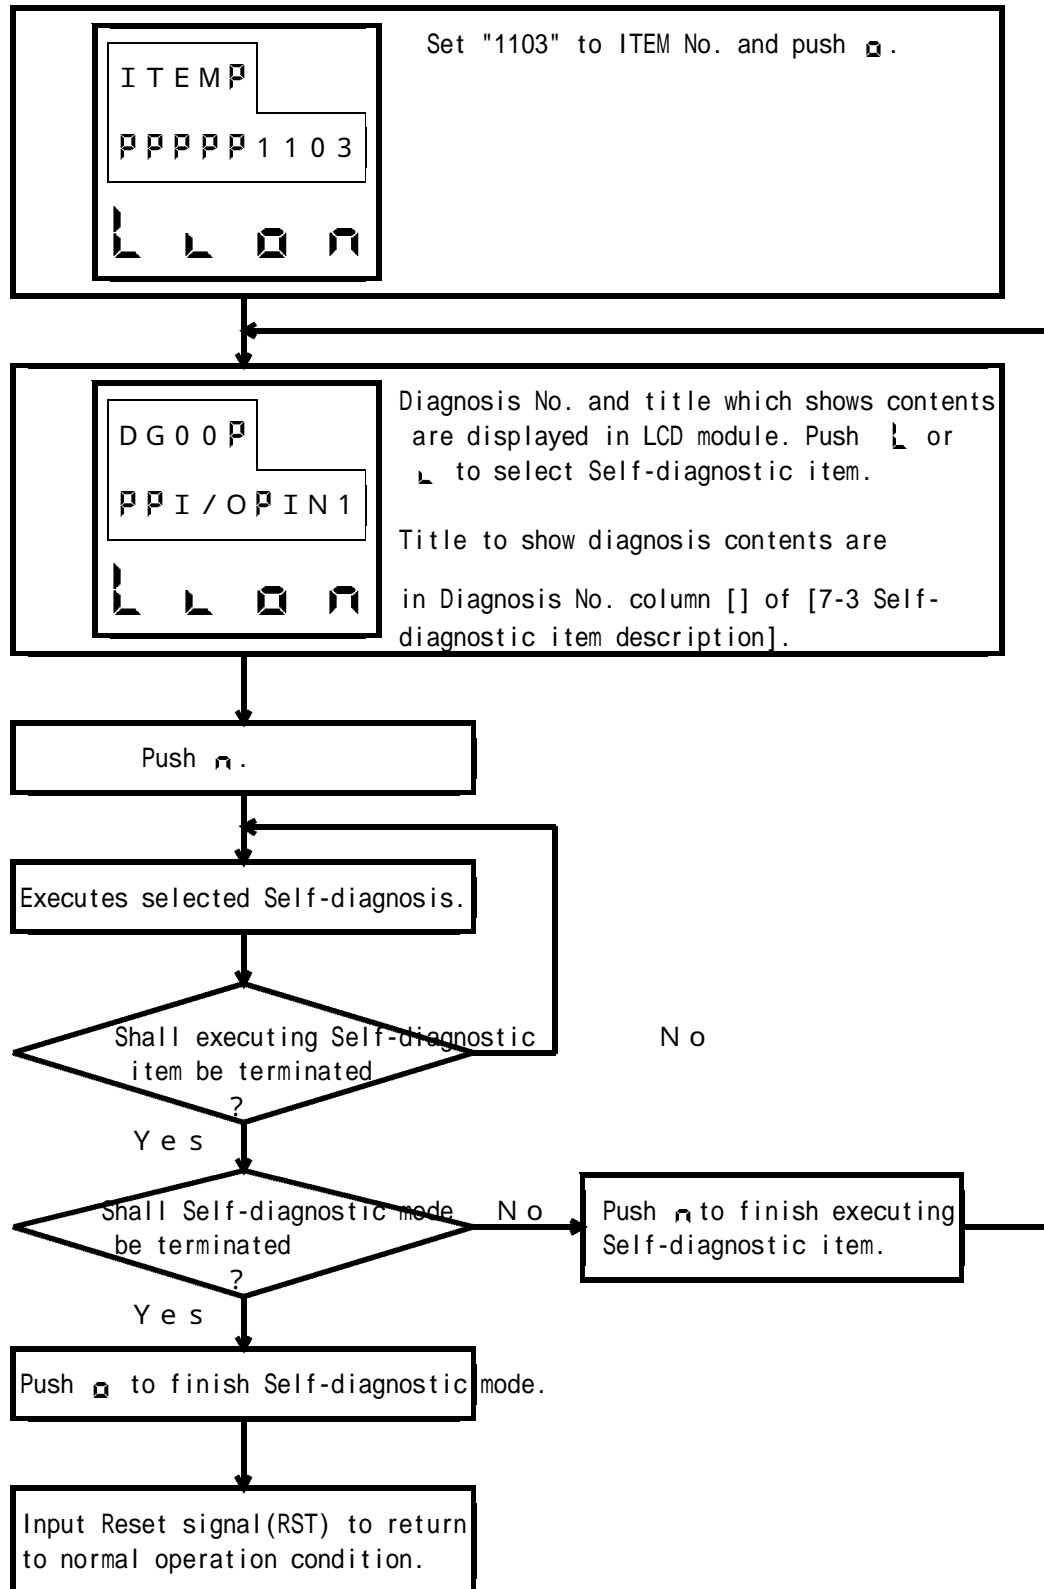 Set "1103" to ITEM No. and push o.
ITEMP
PPPPP1103
L L o n
Diagnosis No. and title which shows contents
are displayed in LCD module. Push L or
L to select Self-diagnostic item.
DG00P
PPI/OPIN1
L L o n
Title to show diagnosis contents are
in Diagnosis No. column [] of [7-3 Self-
diagnostic item description].
Push n.
Executes selected Self-diagnosis.
Shall executing Self-diagnostic
item be terminated
?
No
Yes
Shall Self-diagnostic mode
be terminated
?
No
Push n to finish executing
Self-diagnostic item.
Yes
Push o to finish Self-diagnostic mode.
Input Reset signal(RST) to return
to normal operation condition.